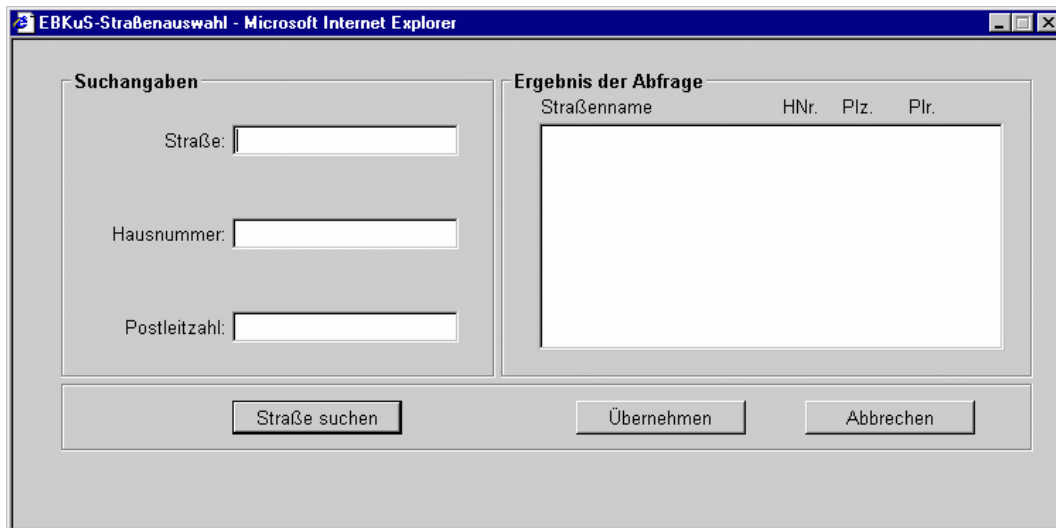 EBKuS-Straßenauswahl - Microsoft Internet Explorer
Suchangaben
Straße:
Hausnummer:
Postleitzahl:
Ergebnis der Abfrage
Straßenname HNr. Plz. Plr.
Straße suchen Übernehmen Abbrechen